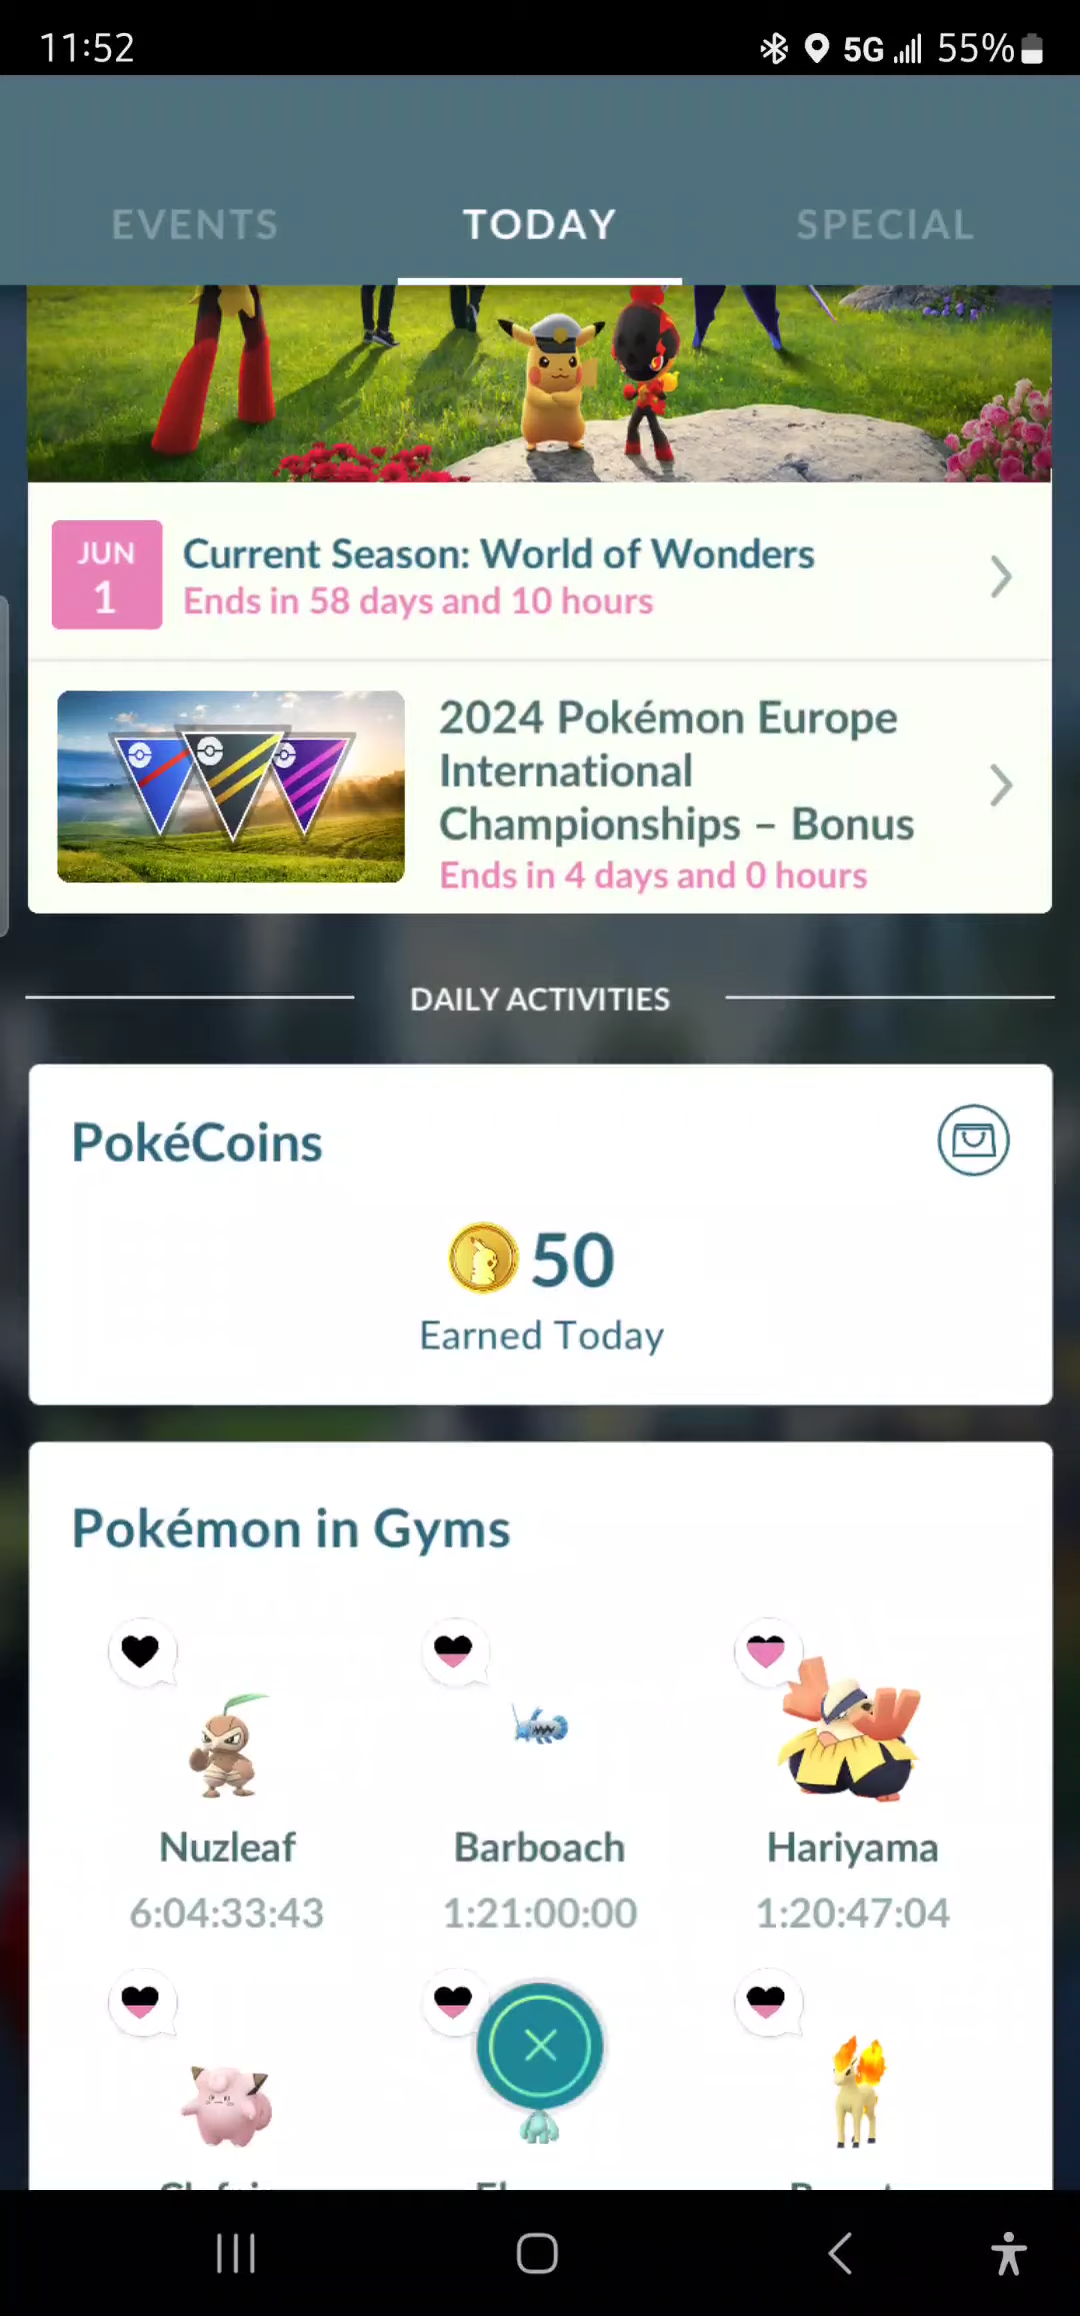 11:52
5G 55%
EVENTS TODAY SPECIAL
JUN
1
Current Season: World of Wonders
Ends in 58 days and 10 hours
2024 Pokémon Europe
International
Championships – Bonus
Ends in 4 days and 0 hours
DAILY ACTIVITIES
PokéCoins
50
Earned Today
Pokémon in Gyms
Nuzleaf Barboach Hariyama
6:04:33:43 1:21:00:00 1:20:47:04